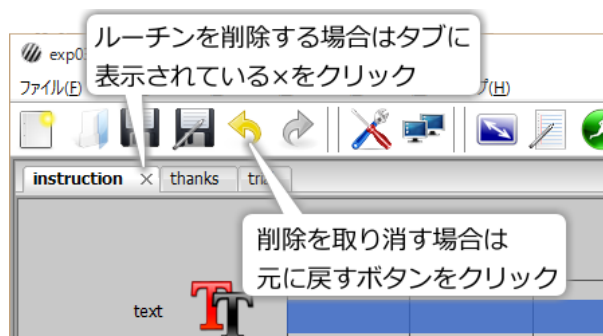 ルーチンを削除する場合はタブに
表示されている×をクリック
exp0
ファイル(F)
(H)
instruction × thanks
削除を取り消す場合は
元に戻すボタンをクリック
text